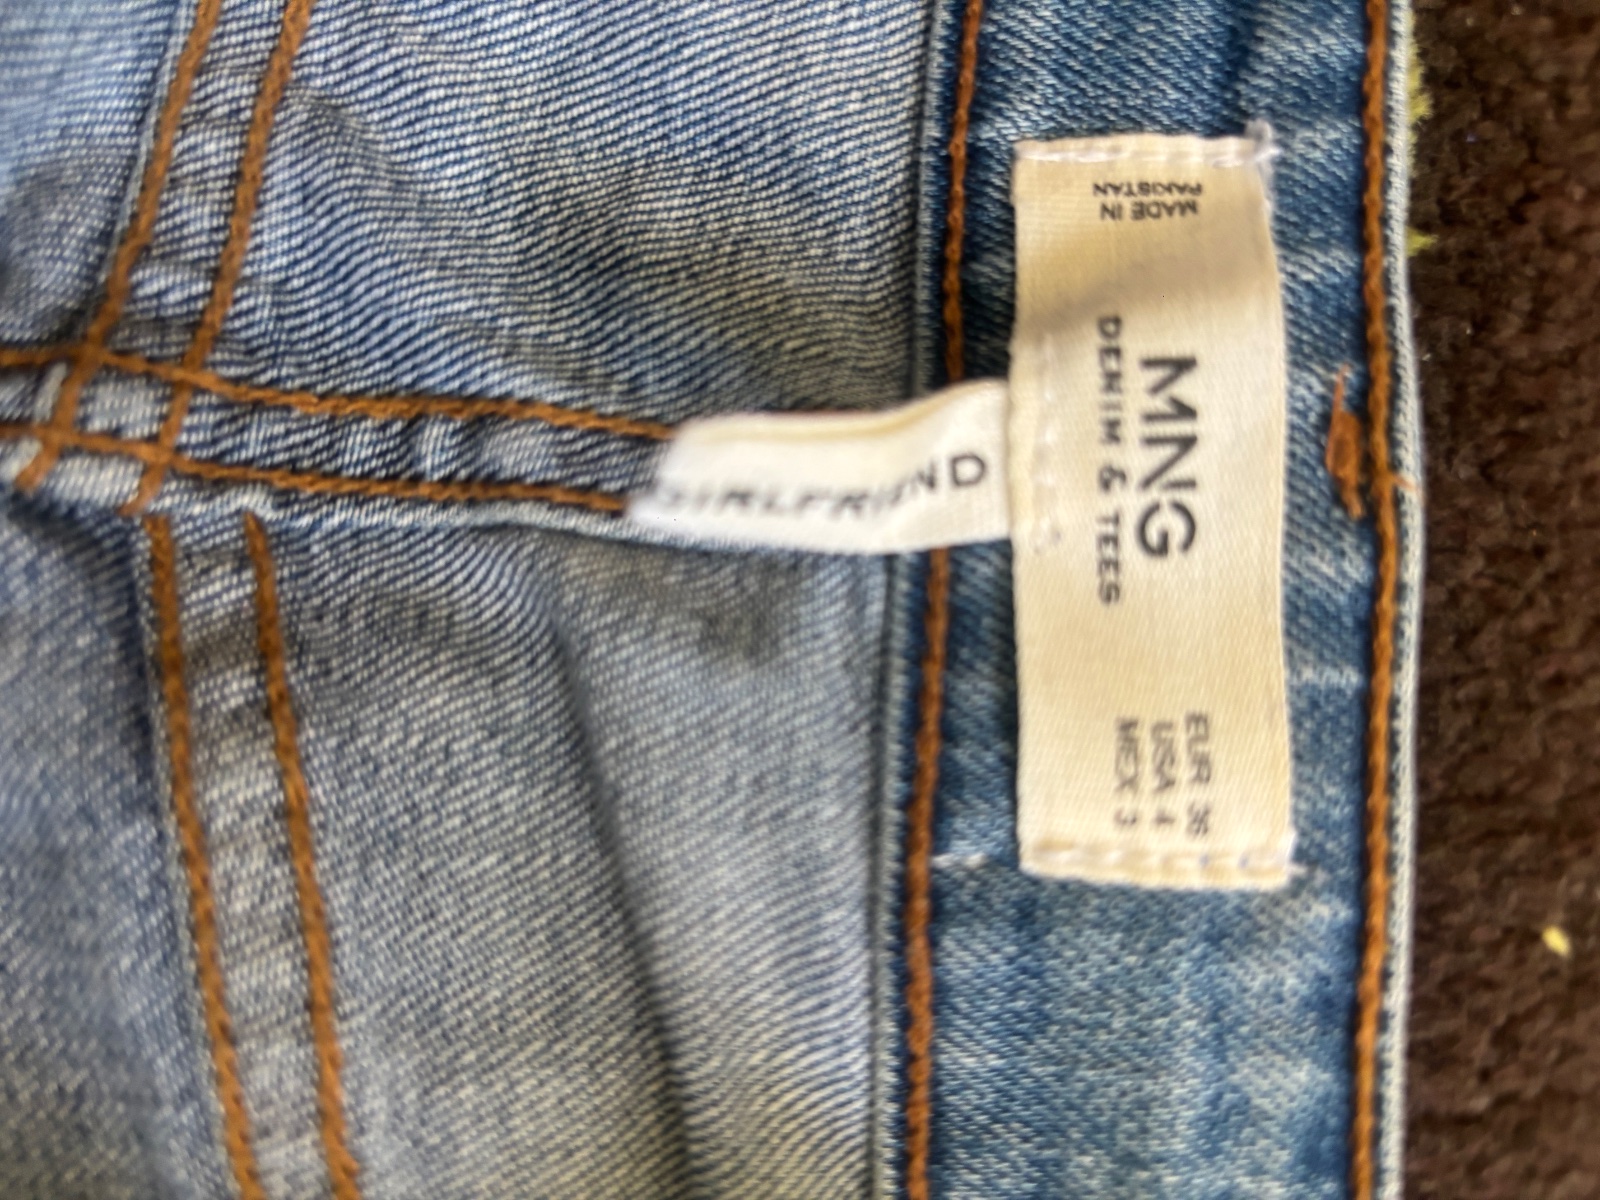 MADE IN
PAKISTAN
MNG
DENIM & TEES
EUR 36
USA 4
MEX 3
GIRLFRIEND